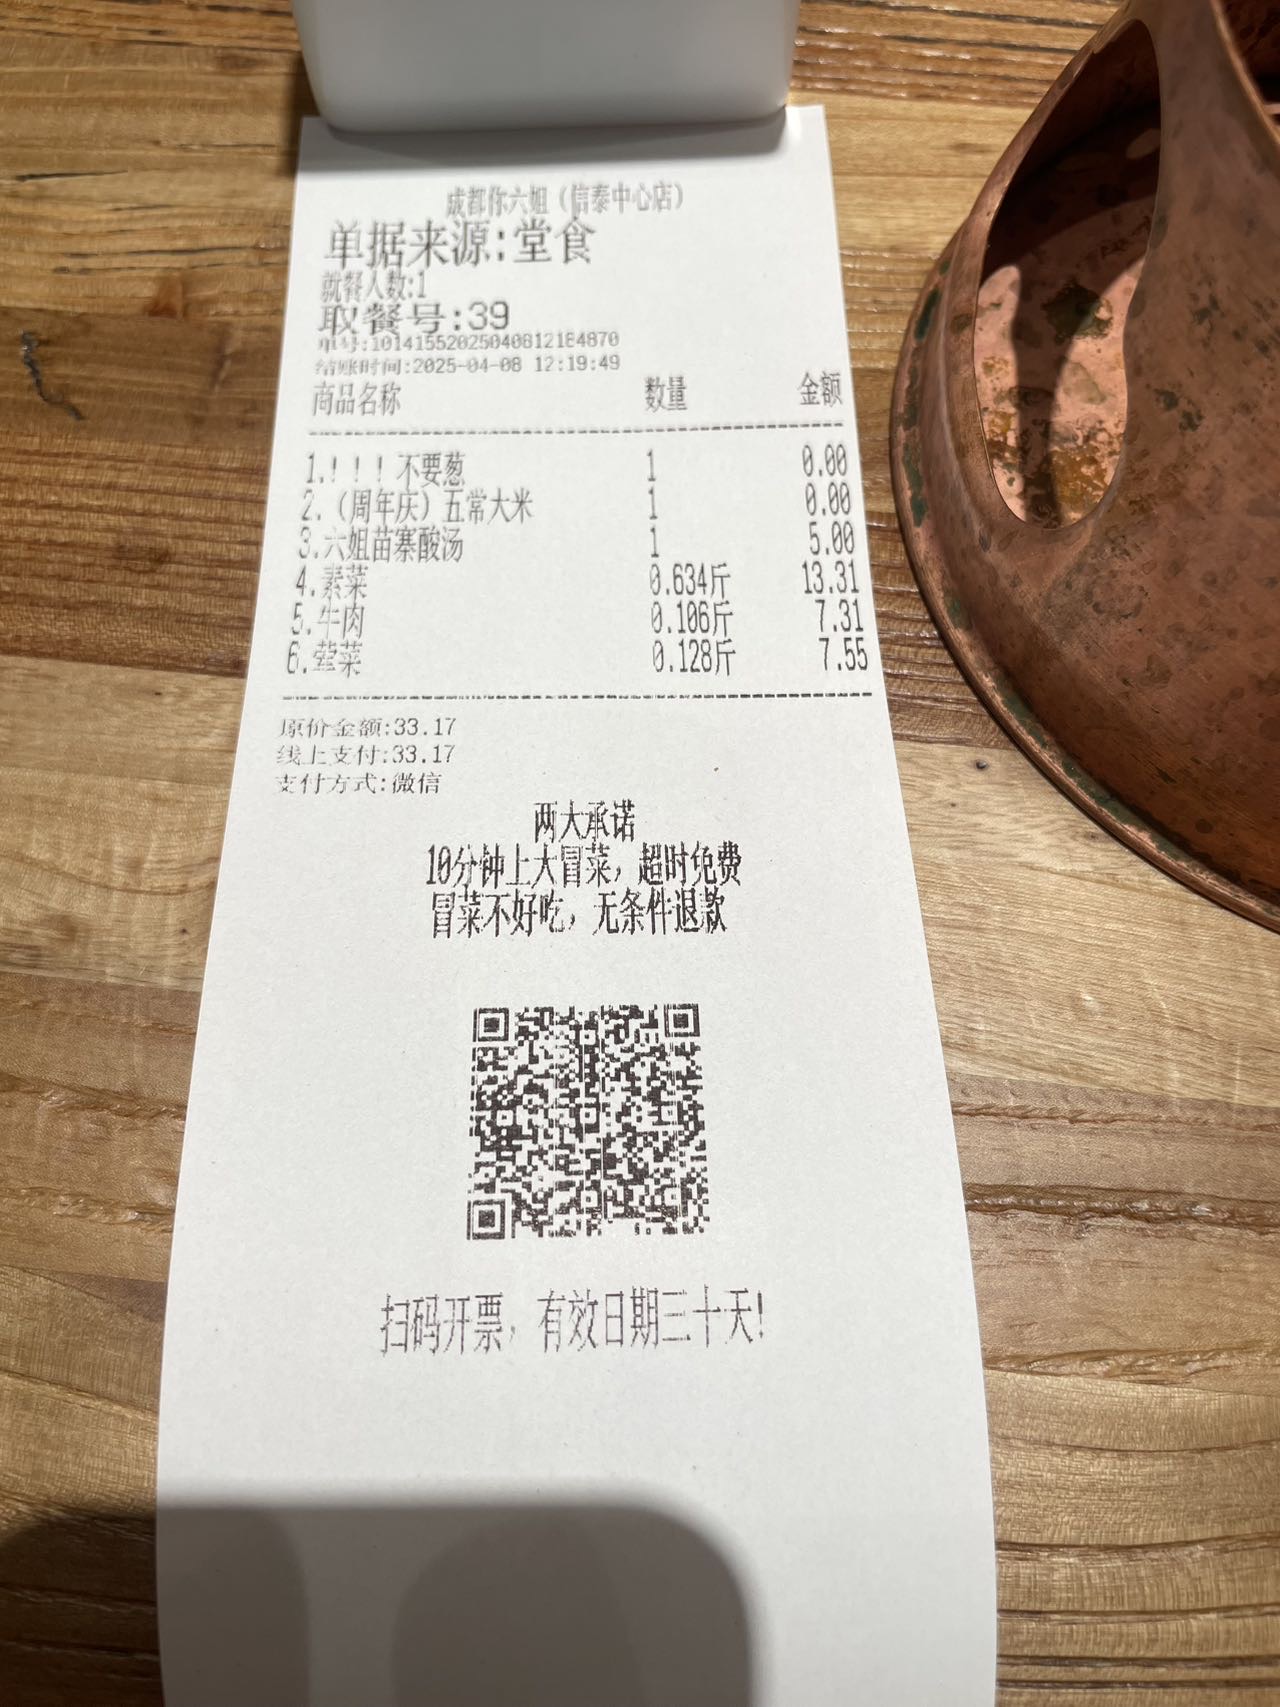 成都你六姐（信泰中心店）
单据来源:堂食
就餐人数:1
取餐号:39
单号:10141552025040812184870
结账时间:2025-04-08 12:19:49
商品名称 数量 金额
1.！！！不要葱 1 0.00
2.（周年庆）五常大米 1 0.00
3.六姐苗寨酸汤 1 5.00
4.素菜 0.634斤 13.31
5.牛肉 0.106斤 7.31
6.荤菜 0.128斤 7.55
原价金额:33.17
线上支付:33.17
支付方式:微信
两大承诺
10分钟上大冒菜，超时免费
冒菜不好吃，无条件退款
扫码开票，有效日期三十天!